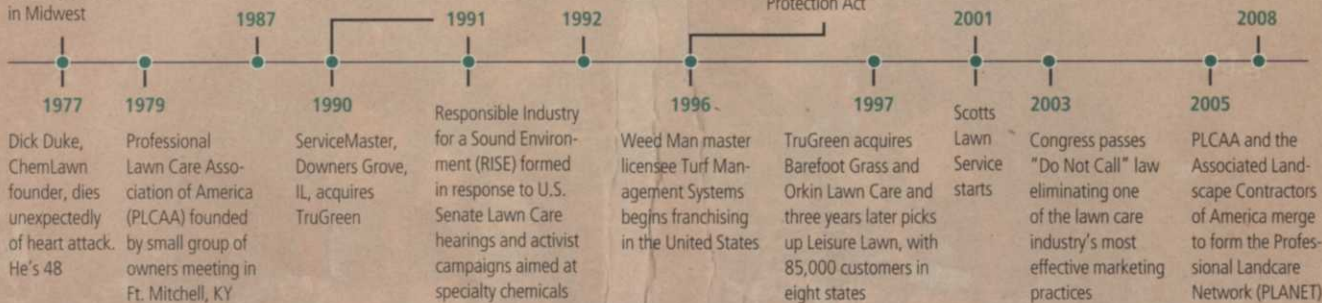 in Midwest
Protection Act
1987
1991
1992
2001
2008
1977
Dick Duke,
ChemLawn
founder, dies
unexpectedly
of heart attack.
He's 48
1979
Professional
Lawn Care Asso-
ciation of America
(PLCAA) founded
by small group of
owners meeting in
Ft. Mitchell, KY
1990
ServiceMaster,
Downers Grove,
IL, acquires
TruGreen
Responsible Industry
for a Sound Environ-
ment (RISE) formed
in response to U.S.
Senate Lawn Care
hearings and activist
campaigns aimed at
specialty chemicals
1996
Weed Man master
licensee Turf Man-
agement Systems
begins franchising
in the United States
1997
TruGreen acquires
Barefoot Grass and
Orkin Lawn Care and
three years later picks
up Leisure Lawn, with
85,000 customers in
eight states
Scotts
Lawn
Service
starts
2003
Congress passes
"Do Not Call" law
eliminating one
of the lawn care
industry's most
effective marketing
practices
2005
PLCAA and the
Associated Land-
scape Contractors
of America merge
to form the Profes-
sional Landcare
Network (PLANET)